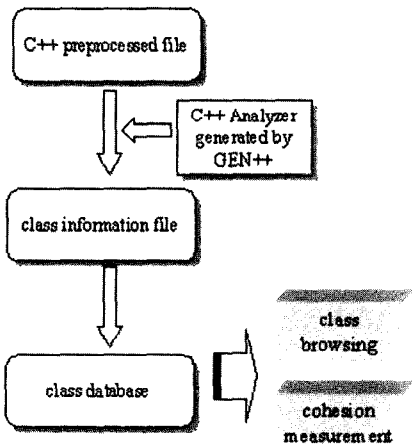 C++ preprocessed file
C++ Analyzer
generated by
GEN++
class information file
class
browsing
class database
cohesion
measurement